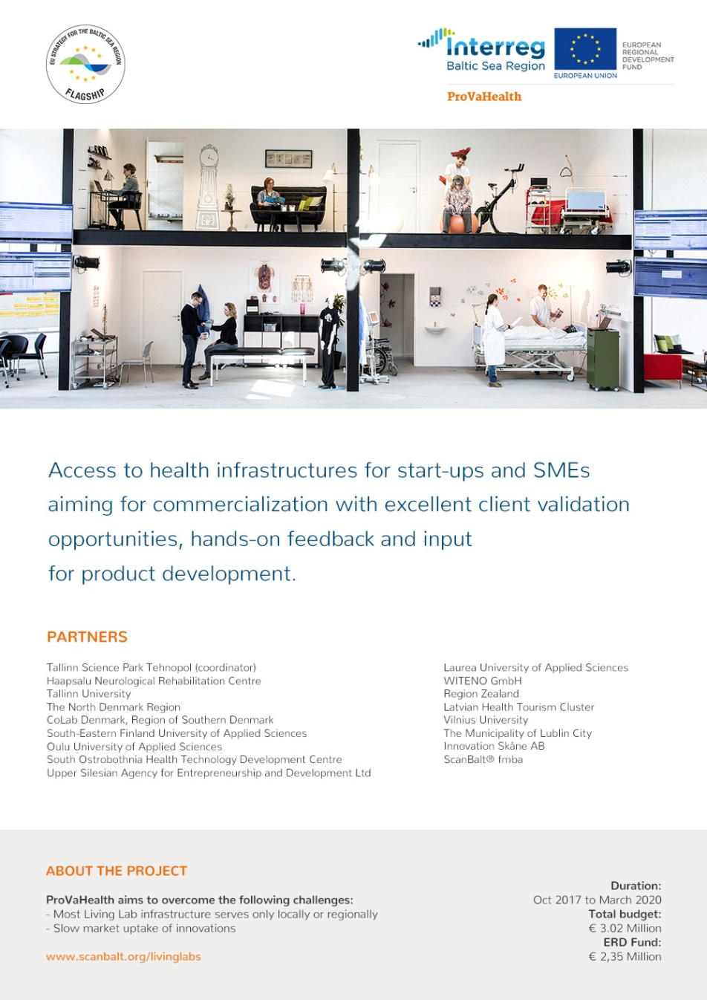 EU STRATEGY FOR THE BALTIC SEA REGION
FLAGSHIP
Interreg
Baltic Sea Region
EUROPEAN UNION
EUROPEAN
REGIONAL
DEVELOPMENT
FUND
ProVaHealth
Access to health infrastructures for start-ups and SMEs
aiming for commercialization with excellent client validation
opportunities, hands-on feedback and input
for product development.
PARTNERS
Tallinn Science Park Tehnopol (coordinator)
Haapsalu Neurological Rehabilitation Centre
Tallinn University
The North Denmark Region
CoLab Denmark, Region of Southern Denmark
South-Eastern Finland University of Applied Sciences
Oulu University of Applied Sciences
South Ostrobothnia Health Technology Development Centre
Upper Silesian Agency for Entrepreneurship and Development Ltd
Laurea University of Applied Sciences
WITENO GmbH
Region Zealand
Latvian Health Tourism Cluster
Vilnius University
The Municipality of Lublin City
Innovation Skåne AB
ScanBalt® fmba
ABOUT THE PROJECT
ProVaHealth aims to overcome the following challenges:
- Most Living Lab infrastructure serves only locally or regionally
- Slow market uptake of innovations
www.scanbalt.org/livinglabs
Duration:
Oct 2017 to March 2020
Total budget:
€ 3.02 Million
ERD Fund:
€ 2,35 Million